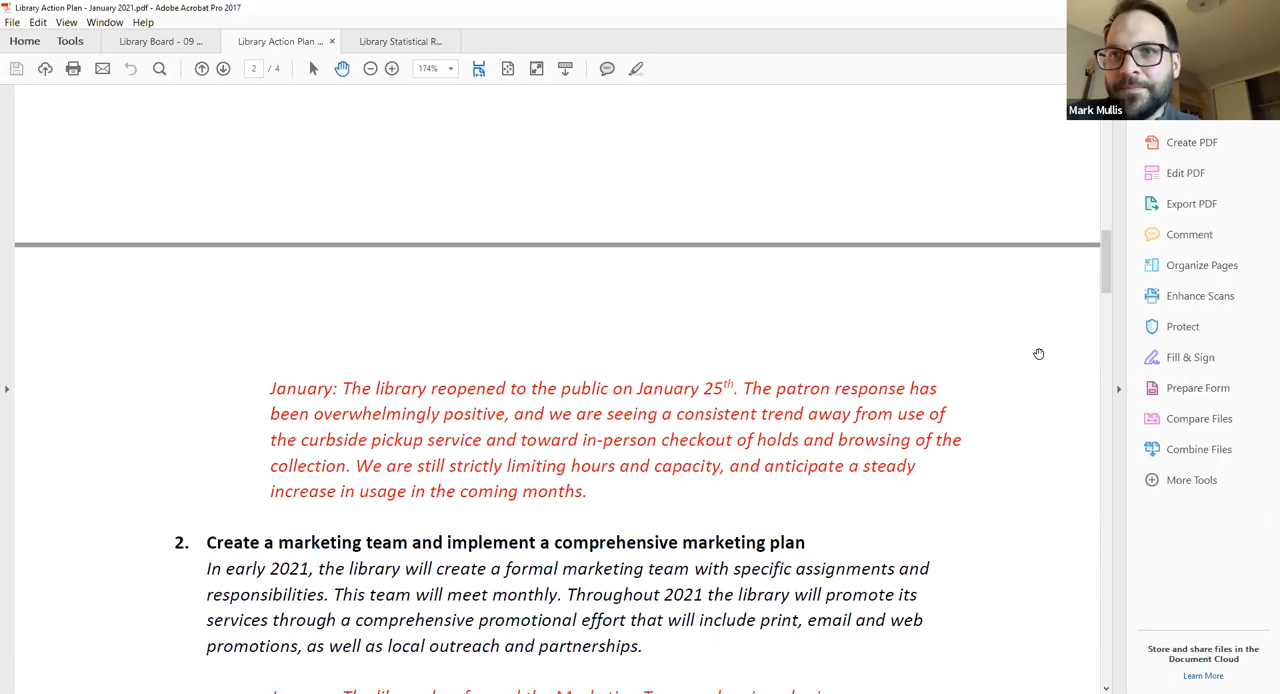 Library Action Plan - January 2021.pdf - Adobe Acrobat Pro 2017
File Edit View Window Help
Home Tools Library Board - 09 ... Library Action Plan ... × Library Statistical R...
2 / 4 174%
Mark Mullis
Create PDF
Edit PDF
Export PDF
Comment
Organize Pages
Enhance Scans
Protect
Fill & Sign
Prepare Form
Compare Files
Combine Files
More Tools
January: The library reopened to the public on January 25th. The patron response has
been overwhelmingly positive, and we are seeing a consistent trend away from use of
the curbside pickup service and toward in-person checkout of holds and browsing of the
collection. We are still strictly limiting hours and capacity, and anticipate a steady
increase in usage in the coming months.
2. Create a marketing team and implement a comprehensive marketing plan
In early 2021, the library will create a formal marketing team with specific assignments and
responsibilities. This team will meet monthly. Throughout 2021 the library will promote its
services through a comprehensive promotional effort that will include print, email and web
promotions, as well as local outreach and partnerships.
Store and share files in the
Document Cloud
Learn More